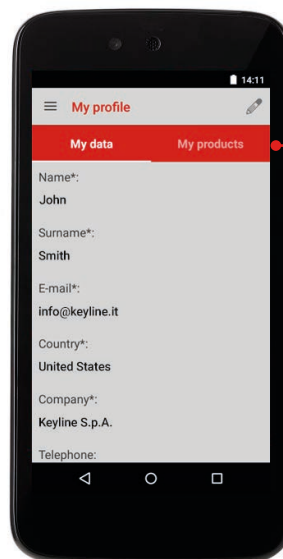 14:11
My profile
My data My products
Name*:
John
Surname*:
Smith
E-mail*:
info@keyline.it
Country*:
United States
Company*:
Keyline S.p.A.
Telephone: